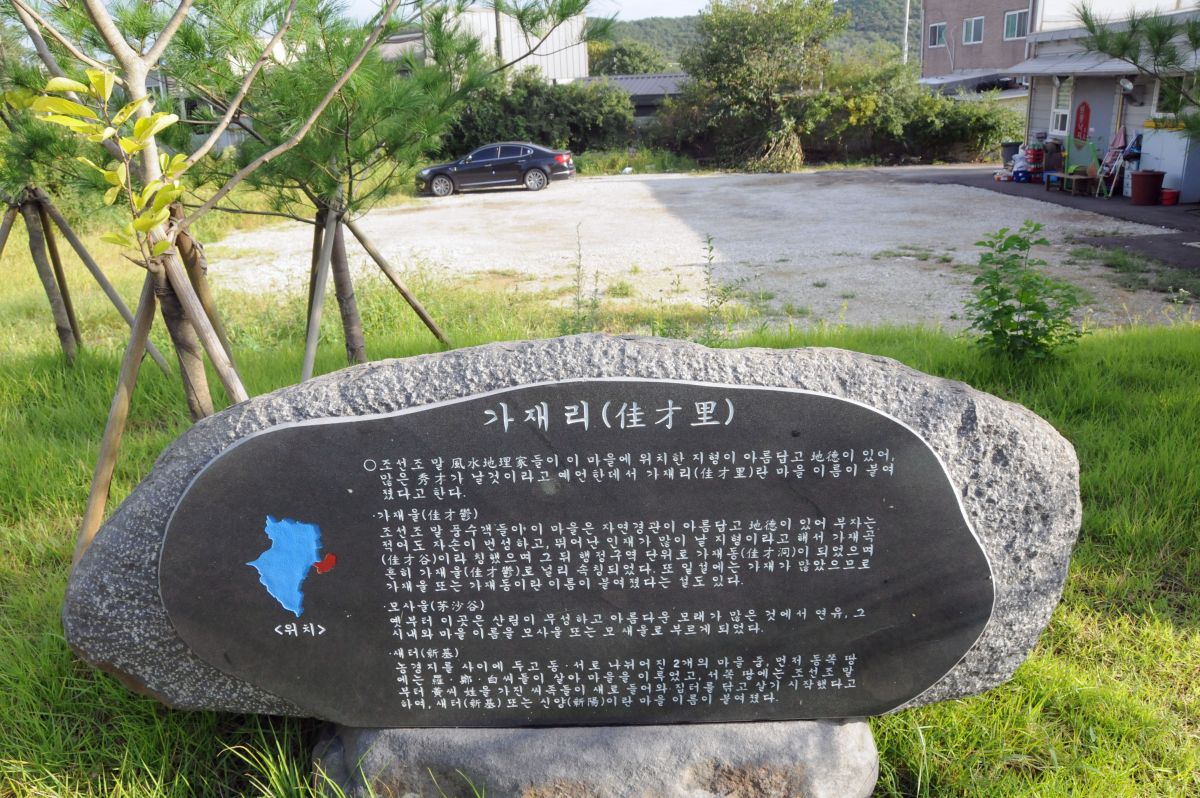 가재리(佳才里)
○조선조 말 風水地理家들이 이 마을에 위치한 지형이 아름답고 地德이 있어,
많은 秀才가 날것이라고 예언한데서 가재리(佳才里)란 마을 이름이 붙여
졌다고 한다.
·가재울(佳才鬱)
조선조 말 풍수객들이 이 마을은 자연경관이 아름답고 地德이 있어 부자는
적어도 자손이 번성하고, 뛰어난 인재가 많이 날 지형이라고 해서 가재곡
(佳才谷)이라 칭했으며 그 뒤 행정구역 단위로 가재동(佳才洞)이 되었으며
흔히 가재울(佳才鬱)로 널리 속칭되었다. 또 일설에는 가재가 많았으므로
가재울 또는 가재동이란 이름이 붙여졌다는 설도 있다.
·모사울(茅沙谷)
옛부터 이곳은 산림이 무성하고 아름다운 모래가 많은 것에서 연유, 그
시내와 마을 이름을 모사울 또는 모새울로 부르게 되었다.
·새터(新基)
농경지를 사이에 두고 동·서로 나뉘어진 2개의 마을 중, 먼저 동쪽 땅
에는 羅·鄭·白씨들이 살아 마을을 이루었고, 서쪽 땅에는 조선조 말
부터 黃씨 姓을 가진 씨족들이 새로 들어와 집터를 닦고 살기 시작했다고
하여, 새터(新基) 또는 신양(新陽)이란 마을 이름이 붙여졌다.
<위치>